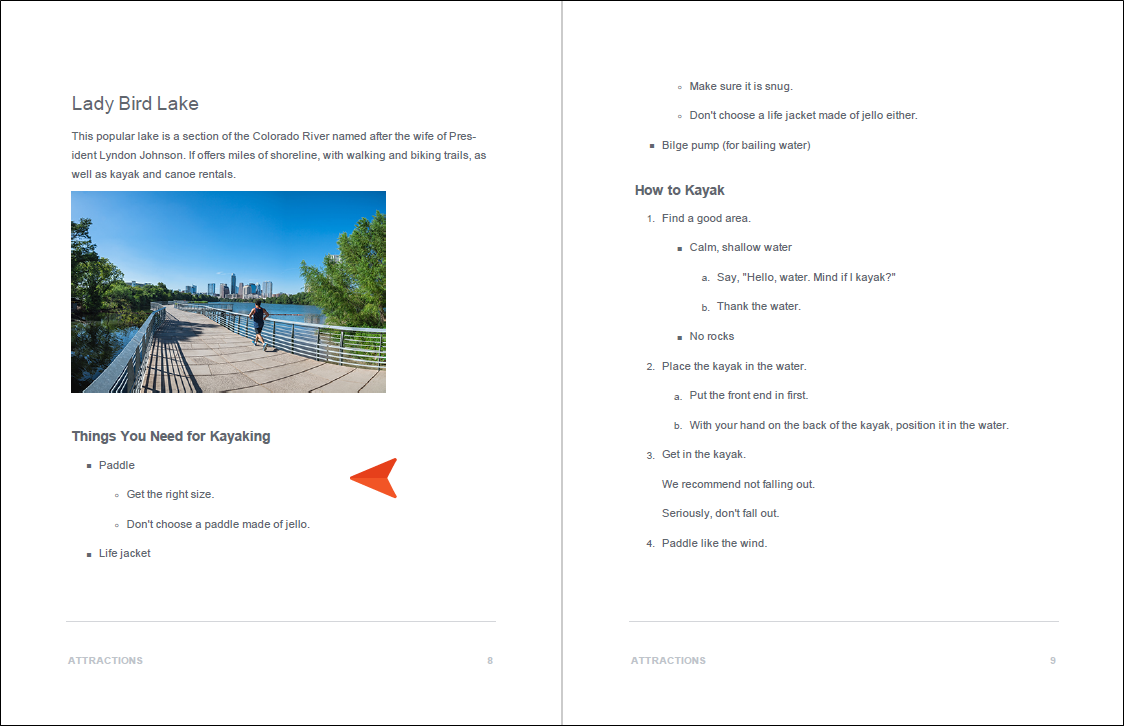 Lady Bird Lake
This popular lake is a section of the Colorado River named after the wife of Pres-
ident Lyndon Johnson. If offers miles of shoreline, with walking and biking trails, as
well as kayak and canoe rentals.
Things You Need for Kayaking
▪ Paddle
◦ Get the right size.
◦ Don't choose a paddle made of jello.
▪ Life jacket
ATTRACTIONS 8
◦ Make sure it is snug.
◦ Don't choose a life jacket made of jello either.
▪ Bilge pump (for bailing water)
How to Kayak
1. Find a good area.
▪ Calm, shallow water
a. Say, "Hello, water. Mind if I kayak?"
b. Thank the water.
▪ No rocks
2. Place the kayak in the water.
a. Put the front end in first.
b. With your hand on the back of the kayak, position it in the water.
3. Get in the kayak.
We recommend not falling out.
Seriously, don't fall out.
4. Paddle like the wind.
ATTRACTIONS 9